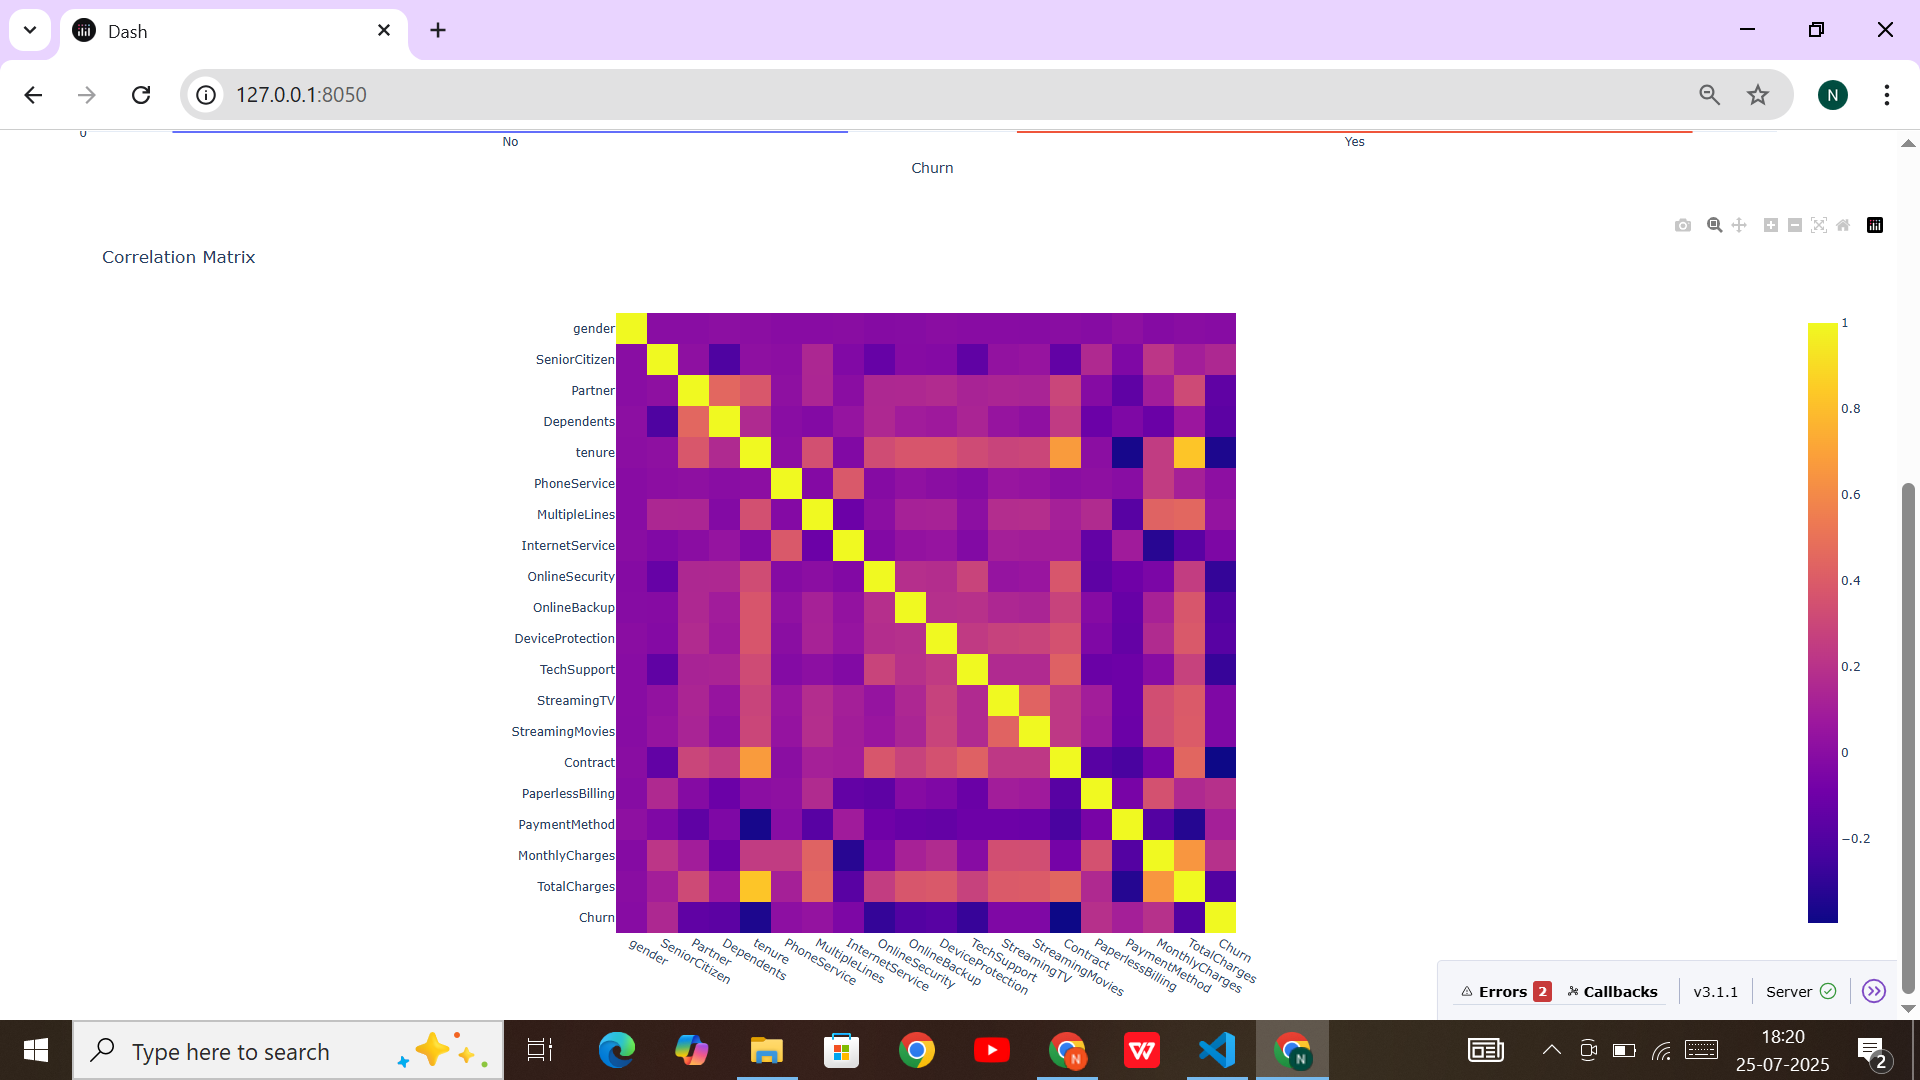 Dash
127.0.0.1:8050
N
0
No
Yes
Churn
Correlation Matrix
gender
SeniorCitizen
Partner
Dependents
tenure
PhoneService
MultipleLines
InternetService
OnlineSecurity
OnlineBackup
DeviceProtection
TechSupport
StreamingTV
StreamingMovies
Contract
PaperlessBilling
PaymentMethod
MonthlyCharges
TotalCharges
Churn
gender
SeniorCitizen
Partner
Dependents
tenure
PhoneService
MultipleLines
InternetService
OnlineSecurity
OnlineBackup
DeviceProtection
TechSupport
StreamingTV
StreamingMovies
Contract
PaperlessBilling
PaymentMethod
MonthlyCharges
TotalCharges
Churn
1
0.8
0.6
0.4
0.2
0
−0.2
Errors 2 Callbacks v3.1.1 Server
Type here to search
N
W
N
18:20
25-07-2025
2